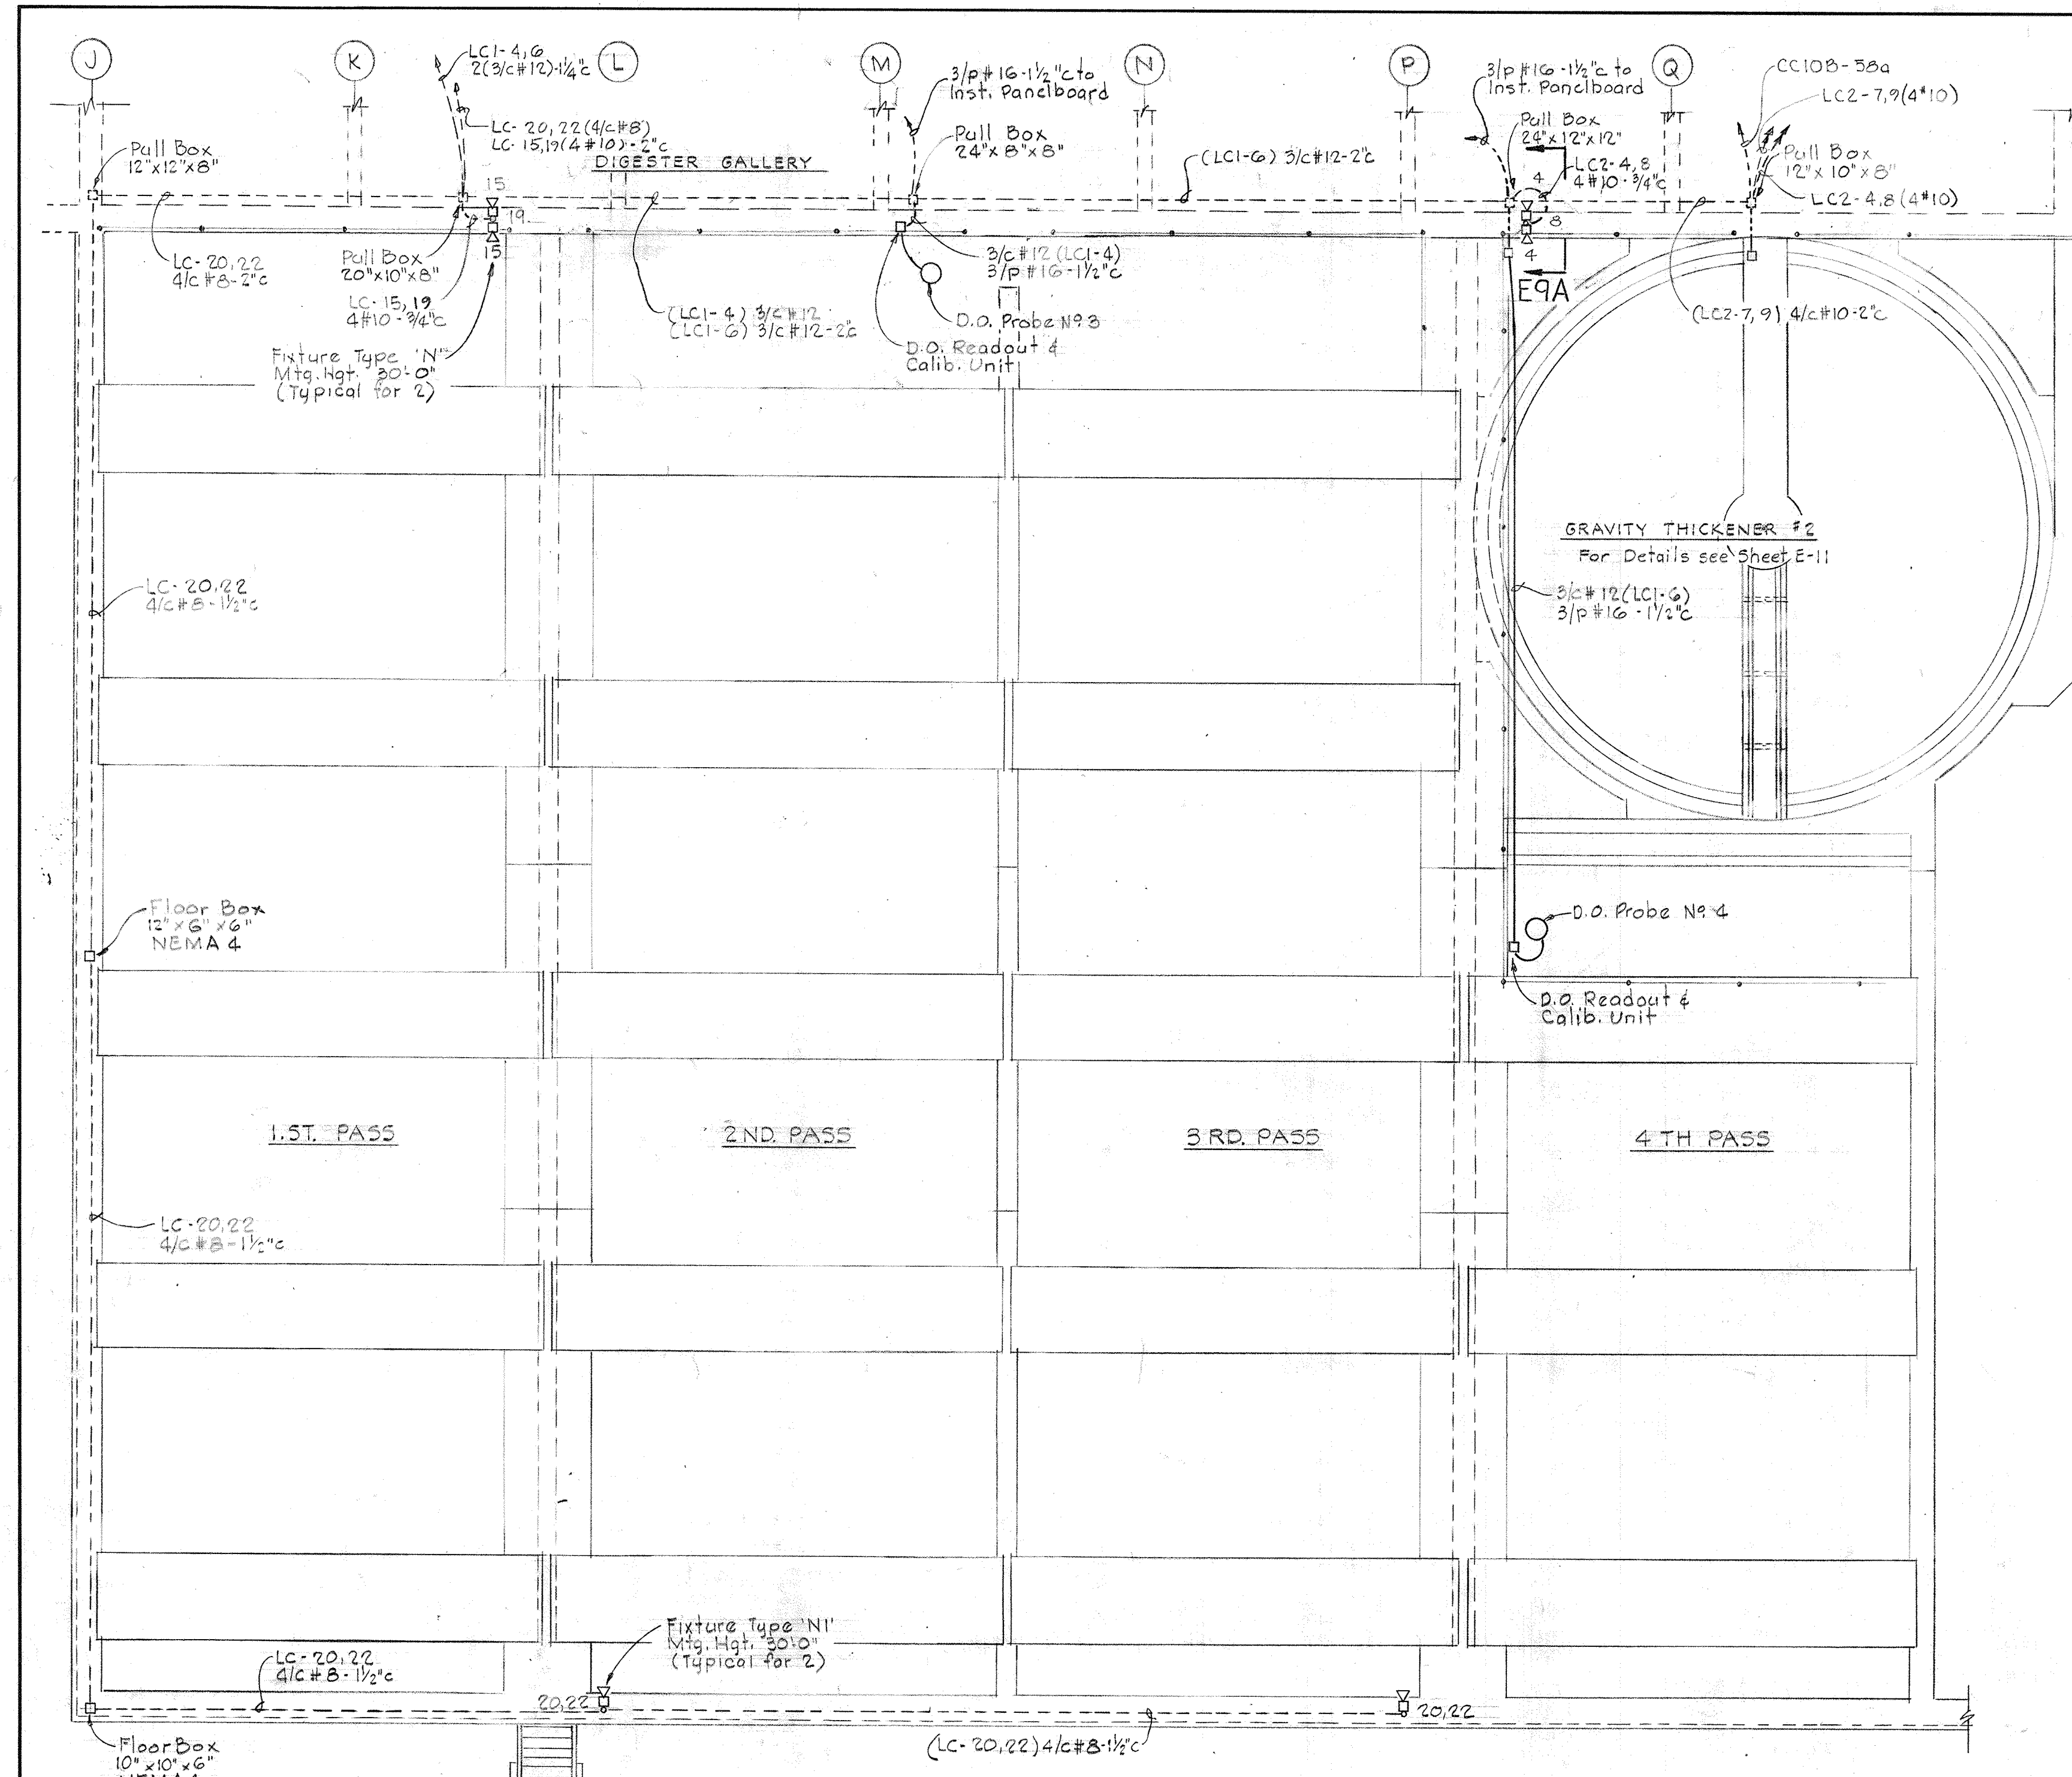 J
K
L
M
N
P
Q
LC1-4,6
2(3/c#12)-1¼"c
LC-20,22(4/c#8)
LC-15,19(4#10)-2"c
DIGESTER GALLERY
3/p#16-1½"c to
Inst. Panelboard
Pull Box
24"x8"x8"
(LC1-6) 3/c#12-2"c
3/p#16-1½"c to
Inst. Panelboard
Pull Box
24"x12"x12"
LC2-4,8
4#10-¾"c
CC10B-58a
LC2-7,9(4#10)
Pull Box
12"x10"x8"
LC2-4,8(4#10)
Pull Box
12"x12"x8"
15
19
15
4
8
4
E9A
LC-20,22
4/c#8-2"c
Pull Box
20"x10"x8"
LC-15,19
4#10-¾"c
Fixture Type 'N'
Mtg. Hgt. 30'-0"
(Typical for 2)
(LC1-4) 3/c#12
(LC1-6) 3/c#12-2"c
3/c#12(LC1-4)
3/p#16-1½"c
D.O. Probe Nº 3
D.O. Readout &
Calib. Unit
(LC2-7,9) 4/c#10-2"c
GRAVITY THICKENER #2
For Details see Sheet E-11
LC-20,22
4/c#8-1½"c
3/c#12(LC1-6)
3/p#16-1½"c
Floor Box
12"x6"x6"
NEMA 4
D.O. Probe Nº 4
D.O. Readout &
Calib. Unit
1.ST. PASS
2ND. PASS
3RD. PASS
4TH PASS
LC-20,22
4/c#8-1½"c
Fixture Type 'N1'
Mtg. Hgt. 30'0"
(Typical for 2)
LC-20,22
4/c#8-1½"c
20,22
20,22
(LC-20,22)4/c#8-1½"c
Floor Box
10"x10"x6"